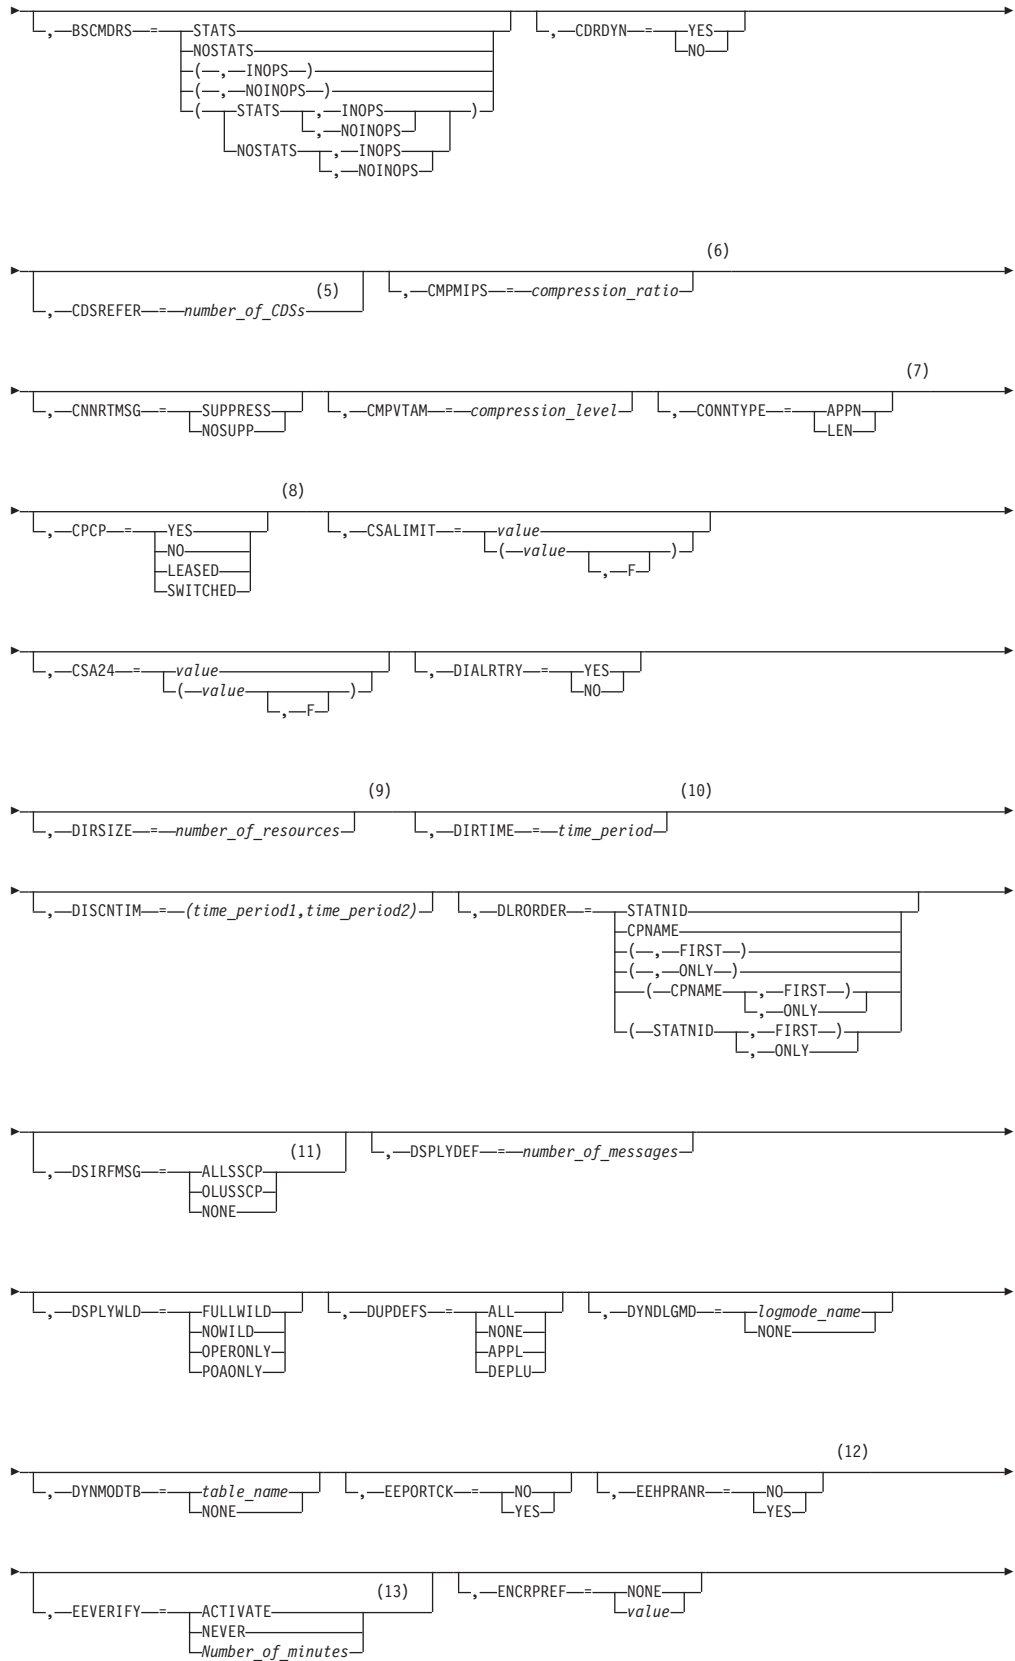 ,—BSCMDRS—=—STATS ,—CDRDYN—=—YES
NOSTATS NO
(—,—INOPS—)
(—,—NOINOPS—)
(—STATS—,—INOPS—)
,—NOINOPS
NOSTATS—,—INOPS
,—NOINOPS
(6)
(5)
,—CDSREFER—=—number_of_CDSs ,—CMPMIPS—=—compression_ratio
(7)
,—CNNRTMSG—=—SUPPRESS ,—CMPVTAM—=—compression_level ,—CONNTYPE—=—APPN
NOSUPP LEN
(8)
,—CPCP—=—YES ,—CSALIMIT—=—value
NO (—value—)
LEASED ,—F
SWITCHED
,—CSA24—=—value ,—DIALRTRY—=—YES
(—value—) NO
,—F
(9) (10)
,—DIRSIZE—=—number_of_resources ,—DIRTIME—=—time_period
,—DISCNTIM—=—(time_period1,time_period2) ,—DLRORDER—=—STATNID
CPNAME
(—,—FIRST—)
(—,—ONLY—)
(—CPNAME—,—FIRST—)
,—ONLY
(—STATNID—,—FIRST—)
,—ONLY
(11)
,—DSIRFMSG—=—ALLSSCP ,—DSPLYDEF—=—number_of_messages
OLUSSCP
NONE
,—DSPLYWLD—=—FULLWILD ,—DUPDEFS—=—ALL ,—DYNDLGMD—=—logmode_name
NOWILD NONE NONE
OPERONLY APPL
POAONLY DEPLU
(12)
,—DYNMODTB—=—table_name ,—EEPORTCK—=—NO ,—EEHPRANR—=—NO
NONE YES YES
(13)
,—EEVERIFY—=—ACTIVATE ,—ENCRPREF—=—NONE
NEVER value
Number_of_minutes